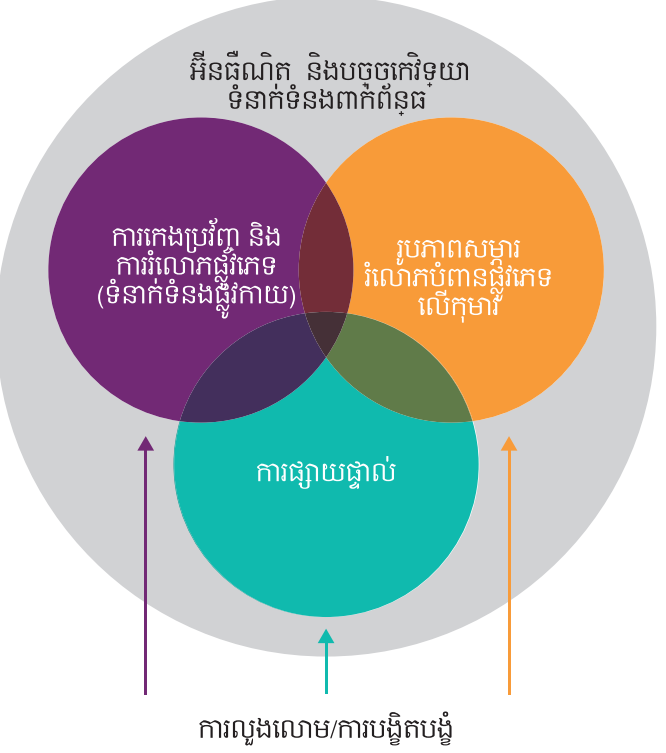 អ៊ីនធឺណិត និងបច្ចេកវិទ្យា
ទំនាក់ទំនងពាក់ព័ន្ធ
ការកេងប្រវ័ញ្ច និង
ការរំលោភផ្លូវភេទ
(ទំនាក់ទំនងផ្លូវកាយ)
រូបភាពសម្ភារ
រំលោភបំពានផ្លូវភេទ
លើកុមារ
ការផ្សាយផ្ទាល់
ការលួងលោម/ការបង្ខិតបង្ខំ